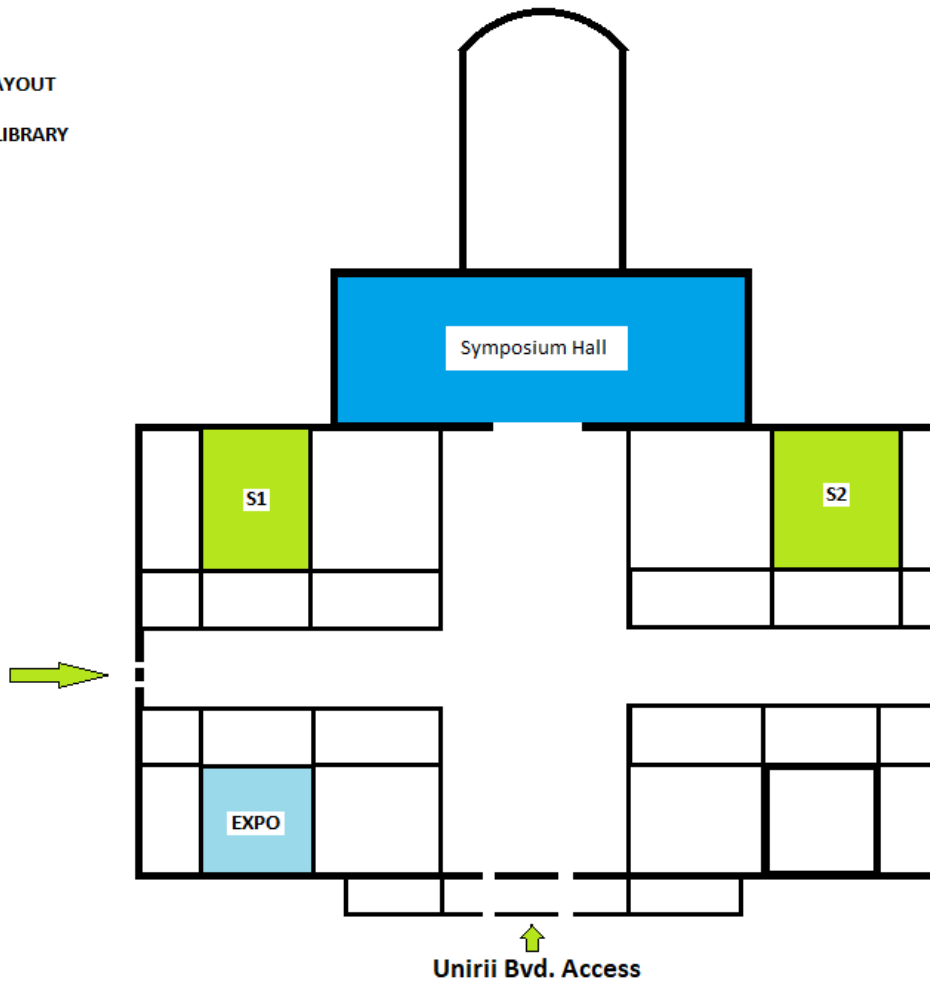 AYOUT
LIBRARY
Symposium Hall
S1
S2
EXPO
Unirii Bvd. Access